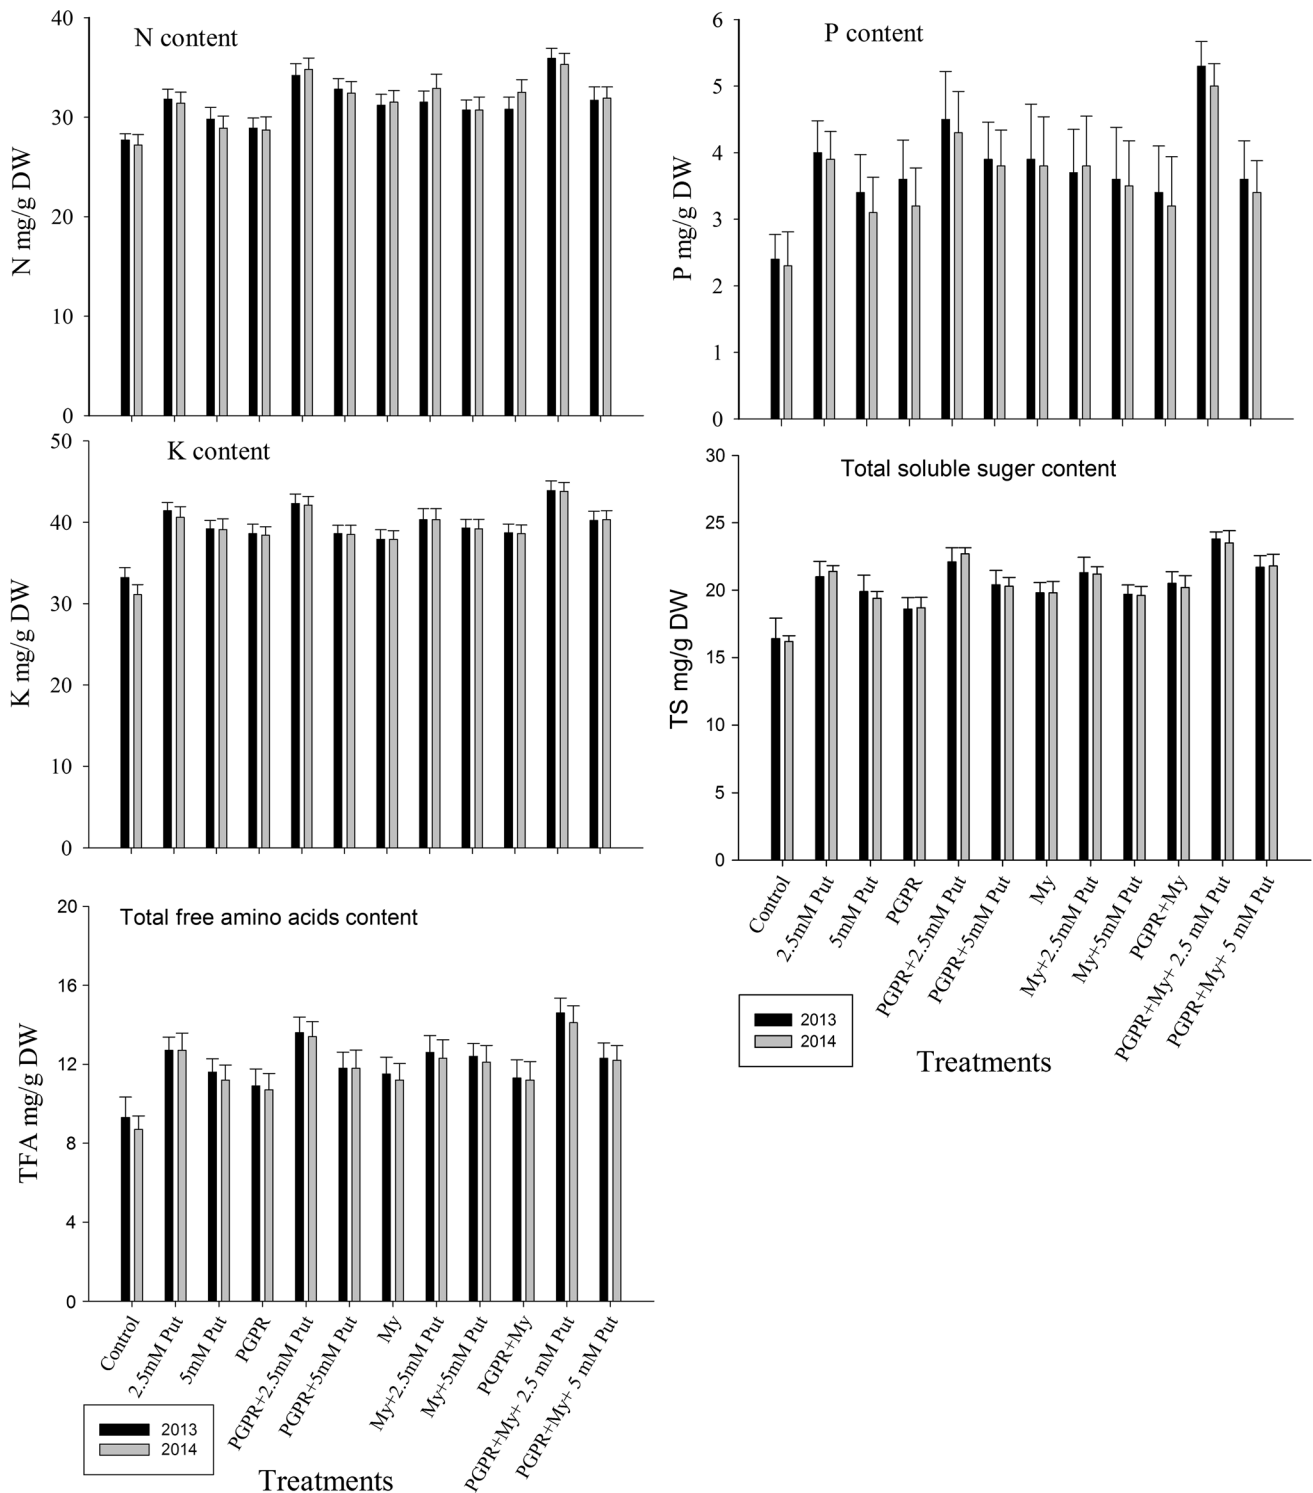 N content
N mg/g DW
40
30
20
10
0
P content
P mg/g DW
6
5
4
3
2
1
0
K content
K mg/g DW
50
40
30
20
10
0
Total soluble suger content
TS mg/g DW
30
25
20
15
10
5
0
Control
2.5mM Put
5mM Put
PGPR
PGPR+2.5mM Put
PGPR+5mM Put
My
My+2.5mM Put
My+5mM Put
PGPR+My
PGPR+My+ 2.5 mM Put
PGPR+My+ 5 mM Put
2013
2014
Treatments
Total free amino acids content
TFA mg/g DW
20
16
12
8
4
0
Control
2.5mM Put
5mM Put
PGPR
PGPR+2.5mM Put
PGPR+5mM Put
My
My+2.5mM Put
My+5mM Put
PGPR+My
PGPR+My+ 2.5 mM Put
PGPR+My+ 5 mM Put
2013
2014
Treatments